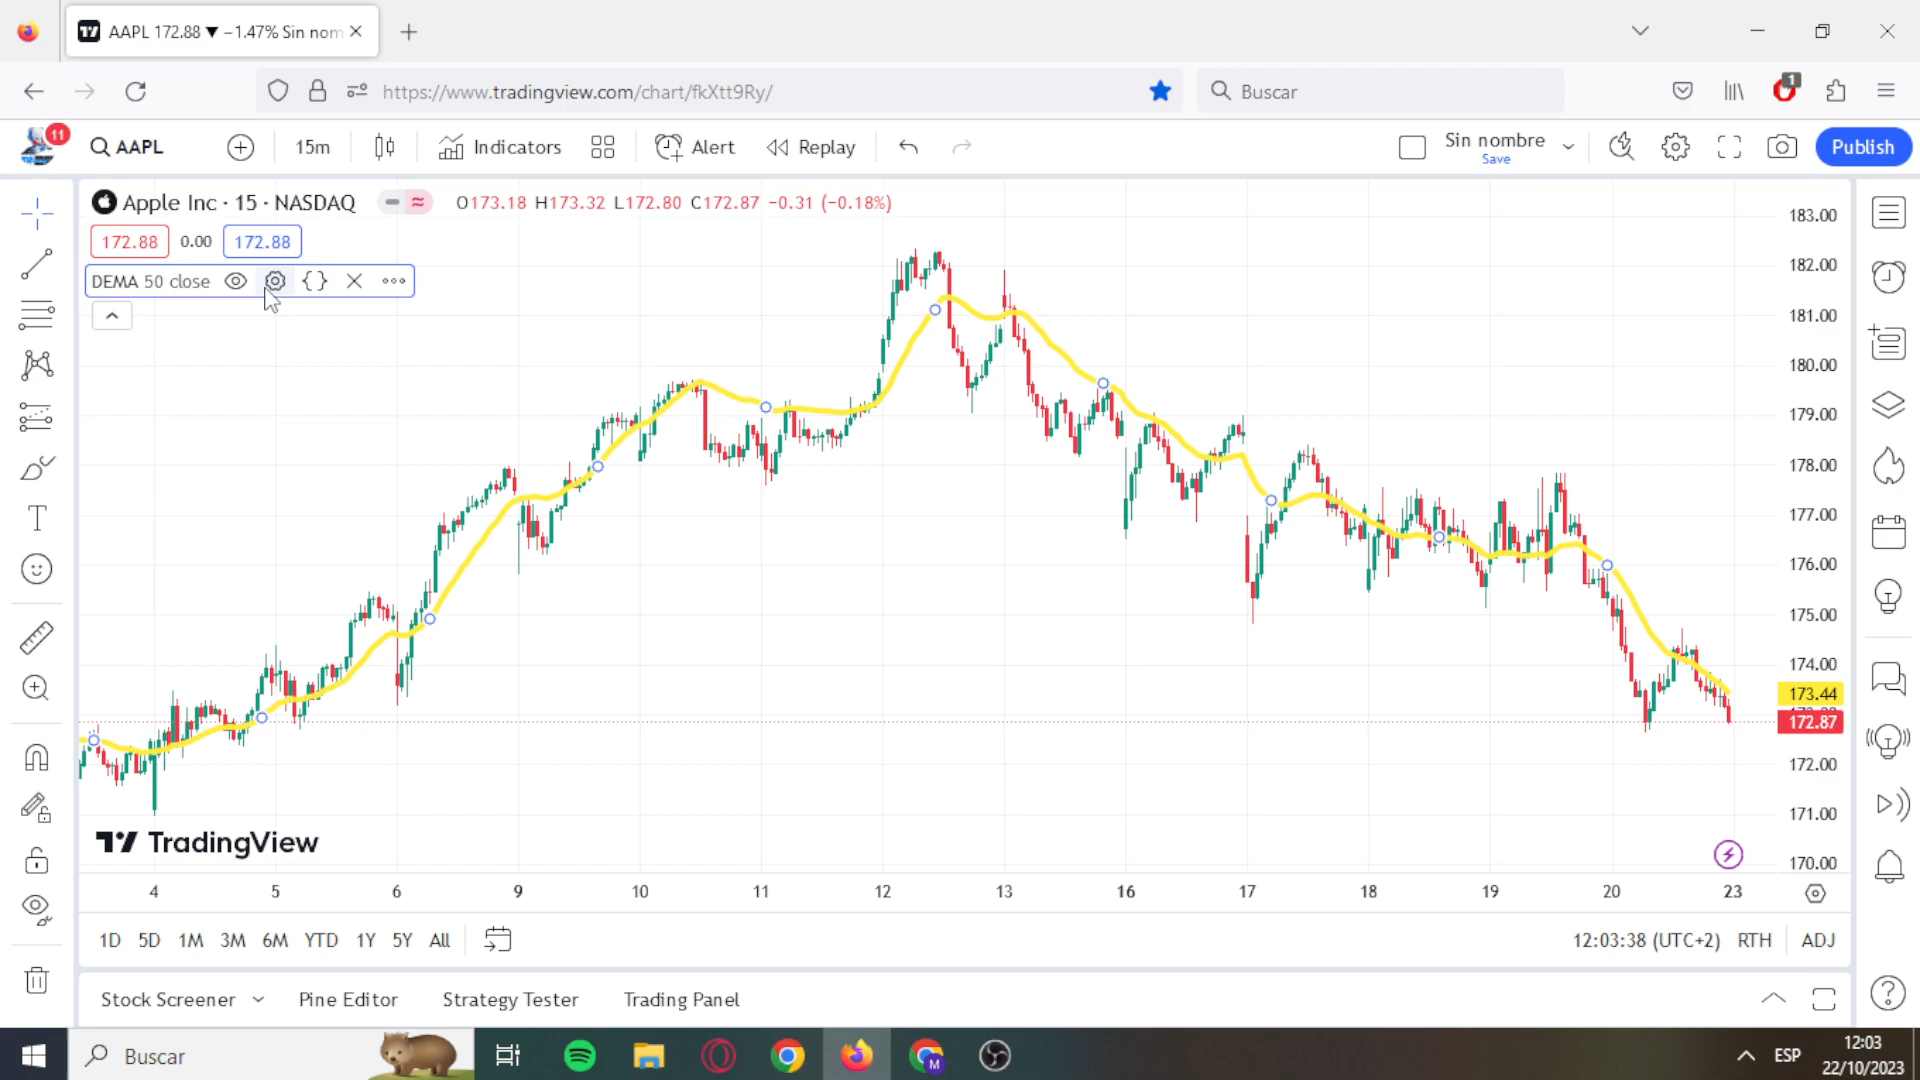 AAPL 172.88 ▼ −1.47% Sin nom
https://www.tradingview.com/chart/fkXtt9Ry/
Buscar
1
11
AAPL
15m
Indicators
Alert
Replay
Sin nombre
Save
Publish
Apple Inc · 15 · NASDAQ
O173.18 H173.32 L172.80 C172.87 −0.31 (−0.18%)
172.88
0.00
172.88
DEMA 50 close
183.00
182.00
181.00
180.00
179.00
178.00
177.00
176.00
175.00
174.00
173.44
172.87
172.00
171.00
170.00
TradingView
4
5
6
9
10
11
12
13
16
17
18
19
20
23
1D
5D
1M
3M
6M
YTD
1Y
5Y
All
12:03:38 (UTC+2)
RTH
ADJ
Stock Screener
Pine Editor
Strategy Tester
Trading Panel
Buscar
M
ESP
12:03
22/10/2023